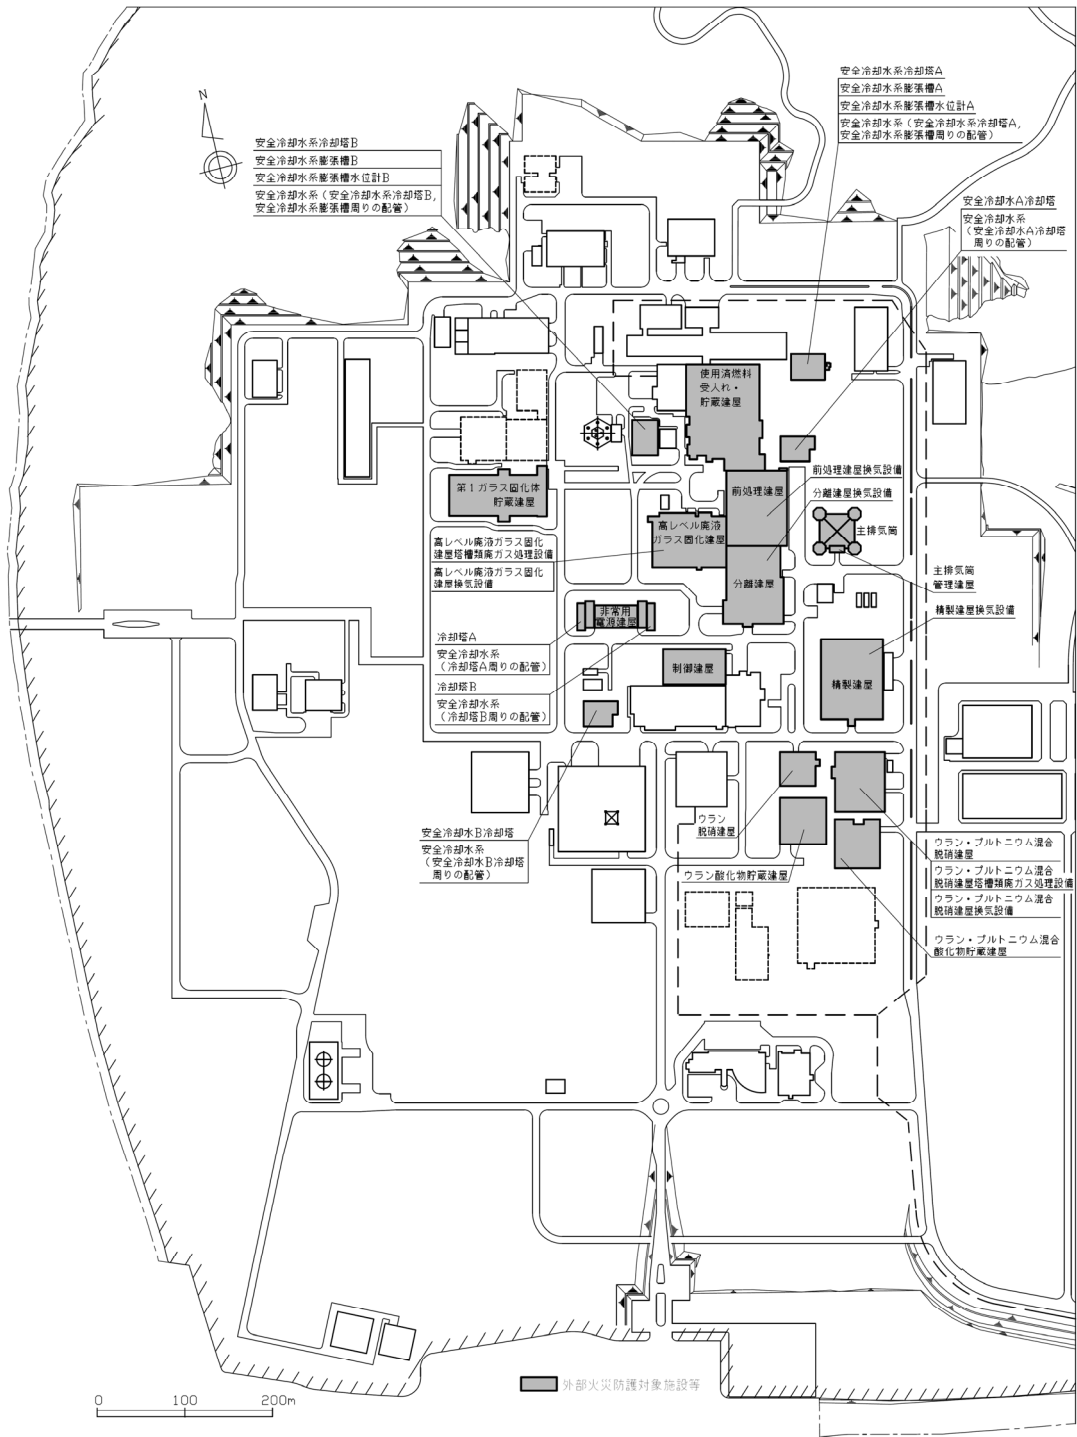 N
安全冷却水系冷却塔A
安全冷却水系膨張槽A
安全冷却水系膨張槽水位計A
安全冷却水系（安全冷却水系冷却塔A,
安全冷却水系膨張槽周りの配管）
安全冷却水系冷却塔B
安全冷却水系膨張槽B
安全冷却水系膨張槽水位計B
安全冷却水系（安全冷却水系冷却塔B,
安全冷却水系膨張槽周りの配管）
安全冷却水A冷却塔
安全冷却水系
（安全冷却水A冷却塔
周りの配管）
使用済燃料
受入れ・
貯蔵建屋
前処理建屋換気設備
分離建屋換気設備
第１ガラス固化体
貯蔵建屋
前処理建屋
高レベル廃液
ガラス固化建屋
主排気筒
高レベル廃液ガラス固化
建屋塔槽類廃ガス処理設備
高レベル廃液ガラス固化
建屋換気設備
分離建屋
主排気筒
管理建屋
非常用
電源建屋
精製建屋換気設備
冷却塔A
安全冷却水系
（冷却塔A周りの配管）
制御建屋
精製建屋
冷却塔B
安全冷却水系
（冷却塔B周りの配管）
ウラン
脱硝建屋
安全冷却水B冷却塔
安全冷却水系
（安全冷却水B冷却塔
周りの配管）
ウラン酸化物貯蔵建屋
ウラン・プルトニウム混合
脱硝建屋
ウラン・プルトニウム混合
脱硝建屋塔槽類廃ガス処理設備
ウラン・プルトニウム混合
脱硝建屋換気設備
ウラン・プルトニウム混合
酸化物貯蔵建屋
外部火災防護対象施設等
0 100 200m